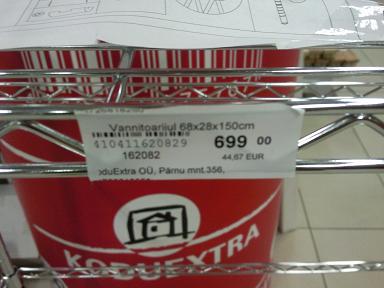 Vannitoariiul 68x28x150cm
410411620829
699 00
162082
44,67 EUR
oduExtra OÜ, Pärnu mnt.356,
KODUEXTRA